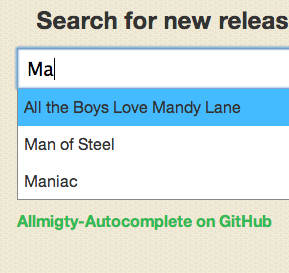 Search for new releas
Ma
All the Boys Love Mandy Lane
Man of Steel
Maniac
Allmigty-Autocomplete on GitHub